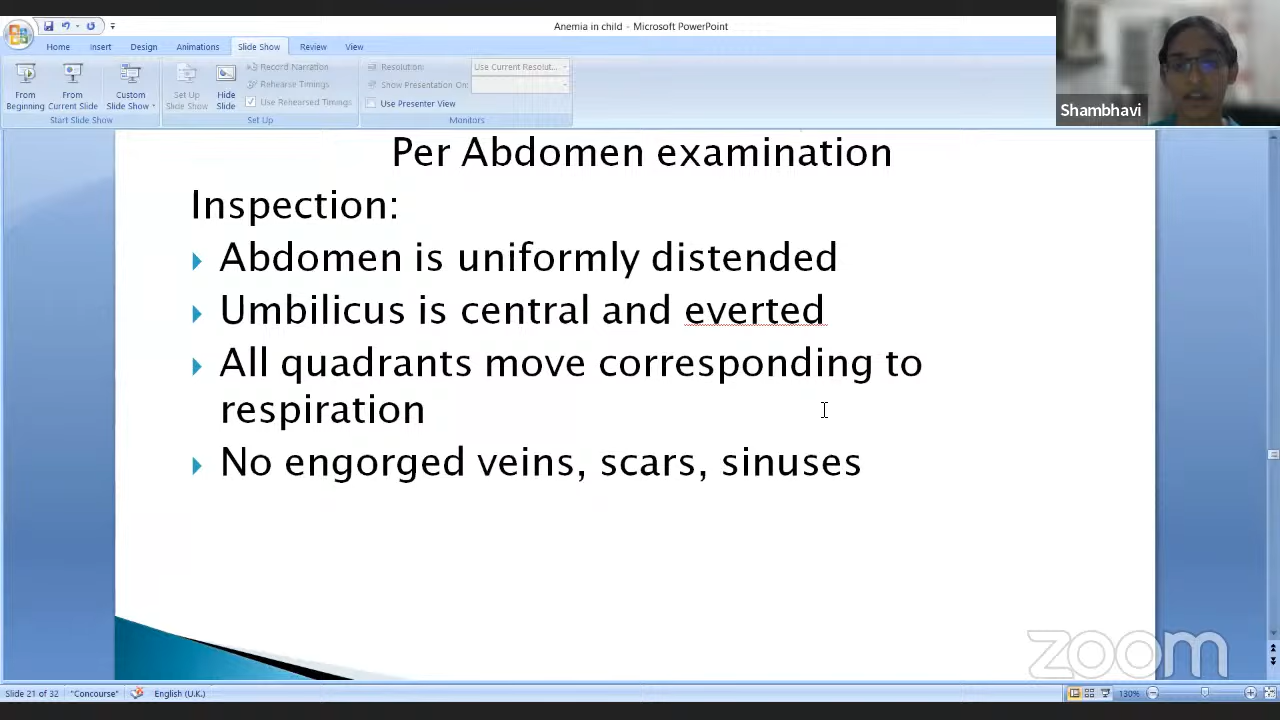 Anemia in child - Microsoft PowerPoint
Home Insert Design Animations Slide Show Review View
From Beginning
From Current Slide
Custom Slide Show
Start Slide Show
Set Up Slide Show
Hide Slide
Record Narration
Rehearse Timings
Use Rehearsed Timings
Set Up
Resolution: Use Current Resolut...
Show Presentation On:
Use Presenter View
Monitors
Shambhavi
Per Abdomen examination
Inspection:
Abdomen is uniformly distended
Umbilicus is central and everted
All quadrants move corresponding to
respiration
No engorged veins, scars, sinuses
zoom
Slide 21 of 32 "Concourse" English (U.K.) 130%